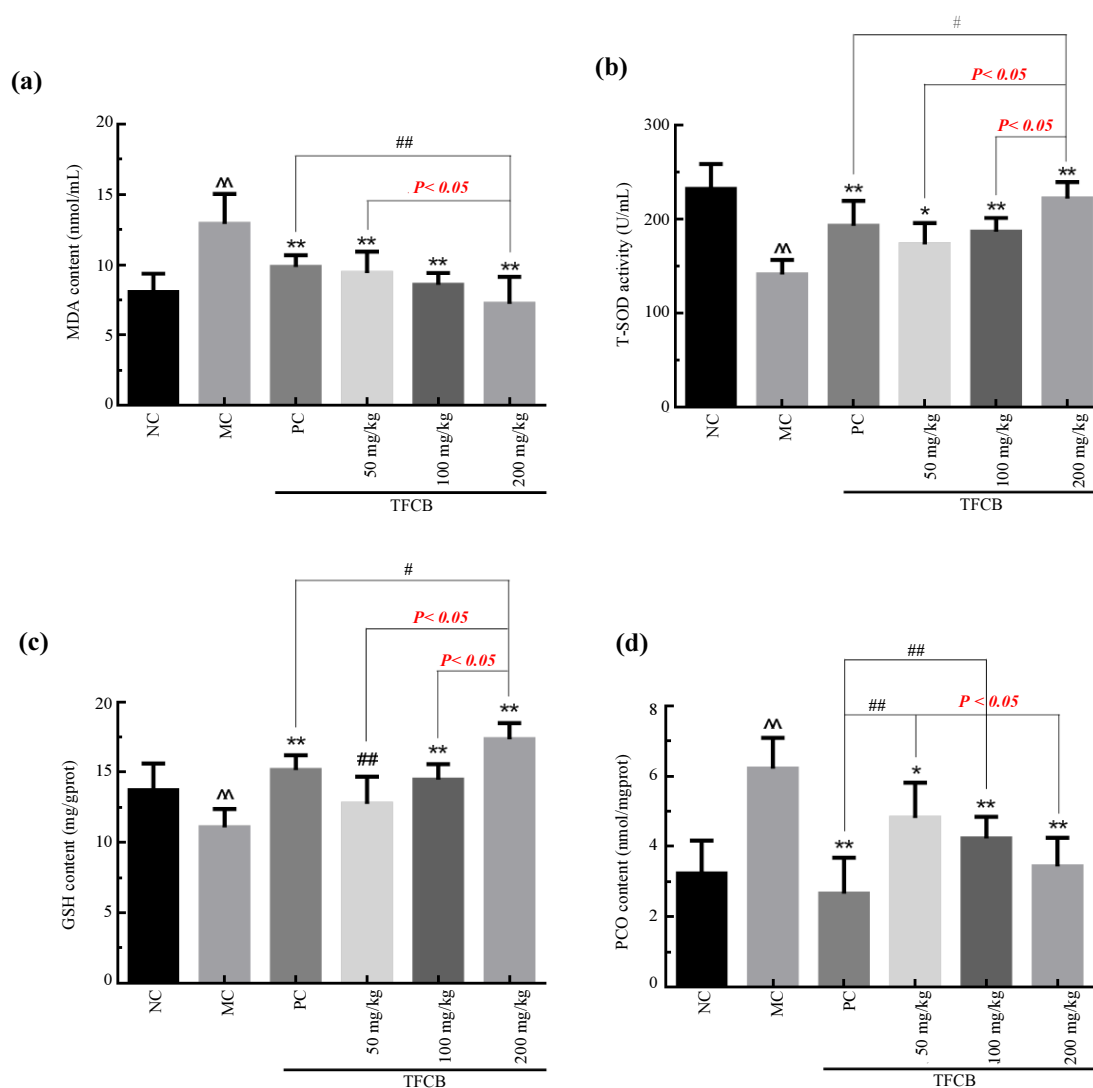 (a)
MDA content (nmol/mL)
20
15
10
5
0
##
P< 0.05
^^
**
**
**
**
NC
MC
PC
50 mg/kg
100 mg/kg
200 mg/kg
TFCB
(b)
T-SOD activity (U/mL)
300
200
100
0
#
P< 0.05
P< 0.05
^^
**
*
**
**
NC
MC
PC
50 mg/kg
100 mg/kg
200 mg/kg
TFCB
(c)
GSH content (mg/gprot)
20
15
10
5
0
#
P< 0.05
P< 0.05
^^
**
##
**
**
NC
MC
PC
50 mg/kg
100 mg/kg
200 mg/kg
TFCB
(d)
PCO content (nmol/mgprot)
8
6
4
2
0
##
##
P < 0.05
^^
**
*
**
**
NC
MC
PC
50 mg/kg
100 mg/kg
200 mg/kg
TFCB